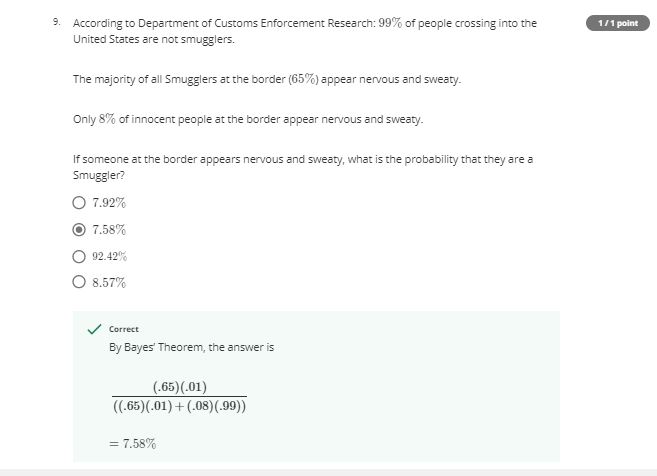 9. According to Department of Customs Enforcement Research: 99% of people crossing into the
United States are not smugglers.
1 / 1 point
The majority of all Smugglers at the border (65%) appear nervous and sweaty.
Only 8% of innocent people at the border appear nervous and sweaty.
If someone at the border appears nervous and sweaty, what is the probability that they are a
Smuggler?
7.92%
7.58%
92.42%
8.57%
Correct
By Bayes' Theorem, the answer is
(.65)(.01)
((.65)(.01) + (.08)(.99))
= 7.58%